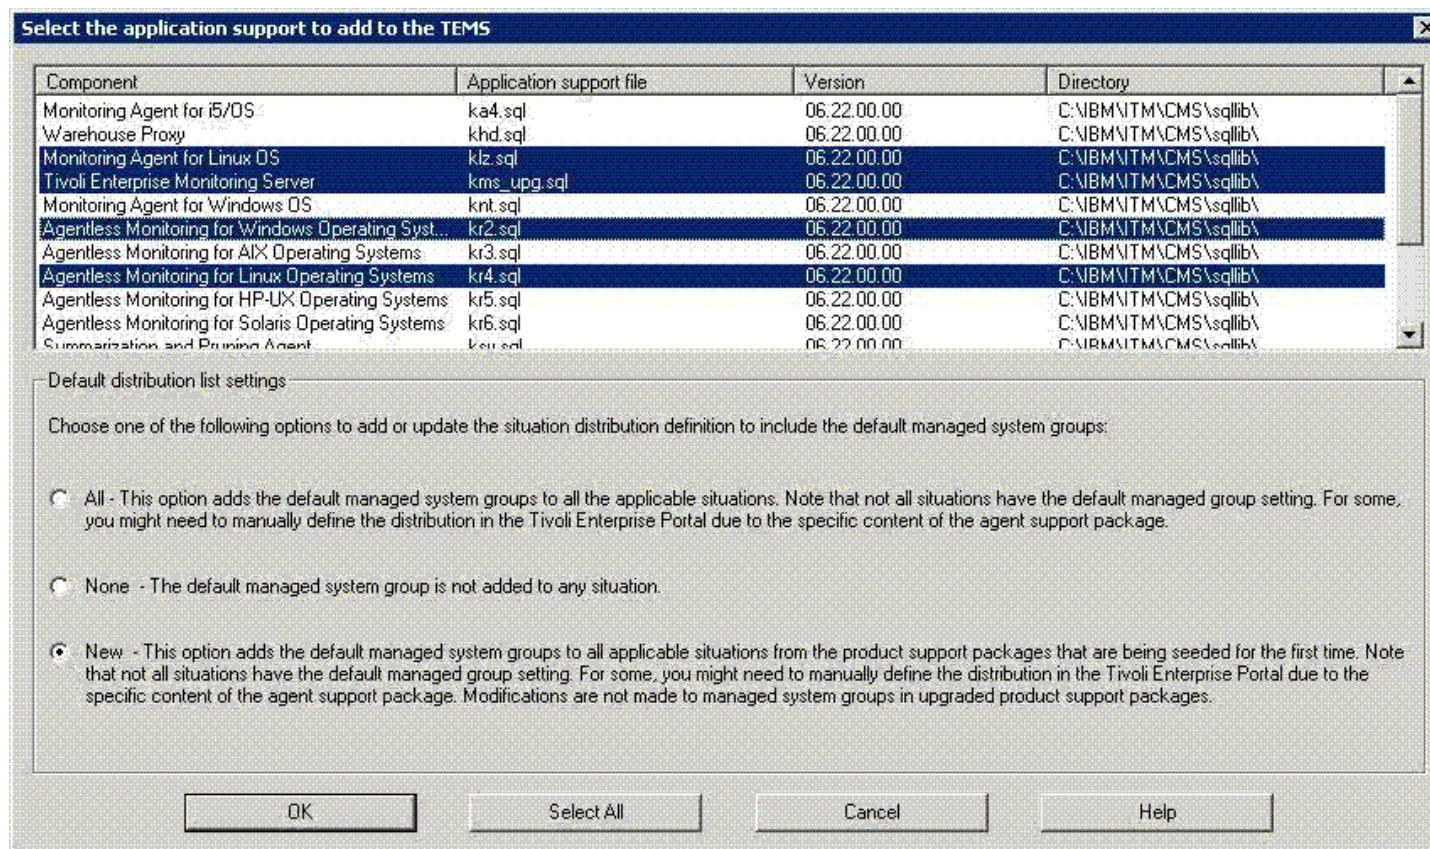 Select the application support to add to the TEMS
Component Application support file Version Directory
Monitoring Agent for i5/OS ka4.sql 06.22.00.00 C:\IBM\ITM\CMS\sqllib\
Warehouse Proxy khd.sql 06.22.00.00 C:\IBM\ITM\CMS\sqllib\
Monitoring Agent for Linux OS klz.sql 06.22.00.00 C:\IBM\ITM\CMS\sqllib\
Tivoli Enterprise Monitoring Server kms_upg.sql 06.22.00.00 C:\IBM\ITM\CMS\sqllib\
Monitoring Agent for Windows OS knt.sql 06.22.00.00 C:\IBM\ITM\CMS\sqllib\
Agentless Monitoring for Windows Operating Syst... kr2.sql 06.22.00.00 C:\IBM\ITM\CMS\sqllib\
Agentless Monitoring for AIX Operating Systems kr3.sql 06.22.00.00 C:\IBM\ITM\CMS\sqllib\
Agentless Monitoring for Linux Operating Systems kr4.sql 06.22.00.00 C:\IBM\ITM\CMS\sqllib\
Agentless Monitoring for HP-UX Operating Systems kr5.sql 06.22.00.00 C:\IBM\ITM\CMS\sqllib\
Agentless Monitoring for Solaris Operating Systems kr6.sql 06.22.00.00 C:\IBM\ITM\CMS\sqllib\
Summarization and Pruning Agent ksy.sql 06.22.00.00 C:\IBM\ITM\CMS\sqllib\
Default distribution list settings
Choose one of the following options to add or update the situation distribution definition to include the default managed system groups:
All - This option adds the default managed system groups to all the applicable situations. Note that not all situations have the default managed group setting. For some,
you might need to manually define the distribution in the Tivoli Enterprise Portal due to the specific content of the agent support package.
None - The default managed system group is not added to any situation.
New - This option adds the default managed system groups to all applicable situations from the product support packages that are being seeded for the first time. Note
that not all situations have the default managed group setting. For some, you might need to manually define the distribution in the Tivoli Enterprise Portal due to the
specific content of the agent support package. Modifications are not made to managed system groups in upgraded product support packages.
OK Select All Cancel Help